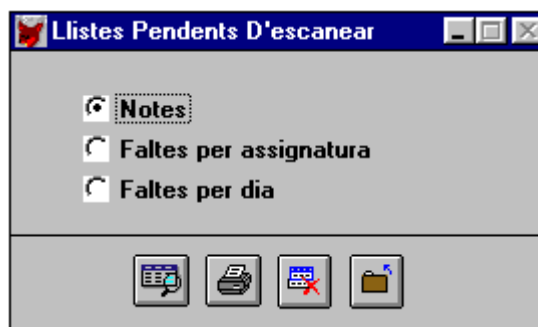 Llistes Pendents D'escanear
Notes
Faltes per assignatura
Faltes per dia